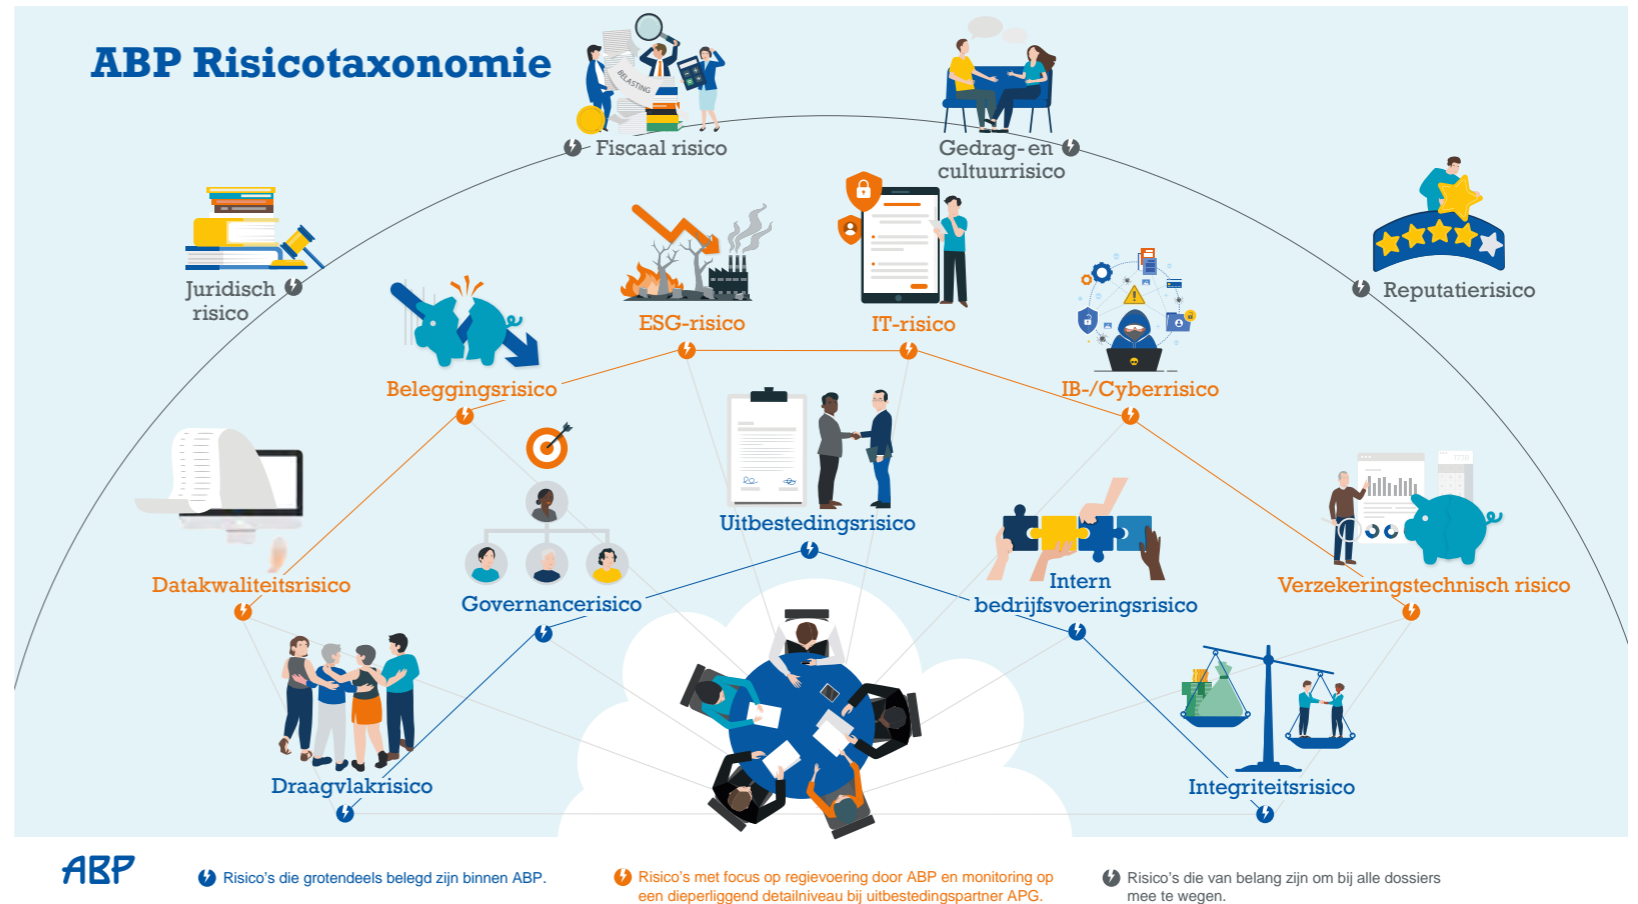 ABP Risicotaxonomie
BELASTING
Fiscaal risico
Gedrag- en
cultuurrisico
Juridisch
risico
Reputatierisico
ESG-risico
IT-risico
Beleggingsrisico
IB-/Cyberrisico
Uitbestedingsrisico
Datakwaliteitsrisico
Governancerisico
Intern
bedrijfsvoeringsrisico
Verzekeringstechnisch risico
Draagvlakrisico
Integriteitsrisico
ABP
Risico's die grotendeels belegd zijn binnen ABP.
Risico's met focus op regievoering door ABP en monitoring op
een dieperliggend detailniveau bij uitbestedingspartner APG.
Risico's die van belang zijn om bij alle dossiers
mee te wegen.